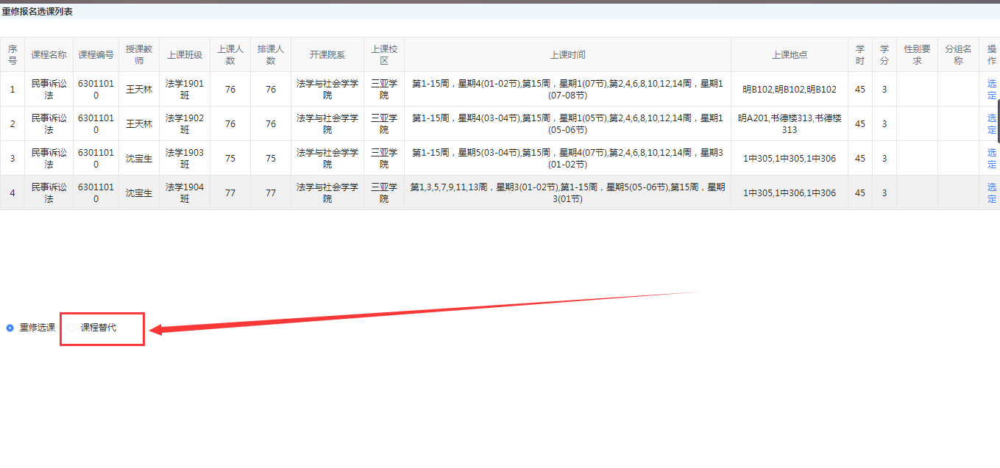 重修报名选课列表
序号 课程名称 课程编号 授课教师 上课班级 上课人数 排课人数 开课院系 上课校区 上课时间 上课地点 学时 学分 性别要求 分组名称 操作
1 民事诉讼法 63011010 王天林 法学1901班 76 76 法学与社会学学院 三亚学院 第1-15周，星期4(01-02节),第15周，星期1(07节),第2,4,6,8,10,12,14周，星期1(07-08节) 明B102,明B102,明B102 45 3 选定
2 民事诉讼法 63011010 王天林 法学1902班 76 76 法学与社会学学院 三亚学院 第1-15周，星期4(03-04节),第15周，星期1(05节),第2,4,6,8,10,12,14周，星期1(05-06节) 明A201,书德楼313,书德楼313 45 3 选定
3 民事诉讼法 63011010 沈宝生 法学1903班 75 75 法学与社会学学院 三亚学院 第1-15周，星期5(03-04节),第15周，星期4(07节),第2,4,6,8,10,12,14周，星期3(01-02节) 1中305,1中305,1中306 45 3 选定
4 民事诉讼法 63011010 沈宝生 法学1904班 77 77 法学与社会学学院 三亚学院 第1,3,5,7,9,11,13周，星期3(01-02节),第1-15周，星期5(05-06节),第15周，星期3(01节) 1中305,1中306,1中306 45 3 选定
重修选课 课程替代